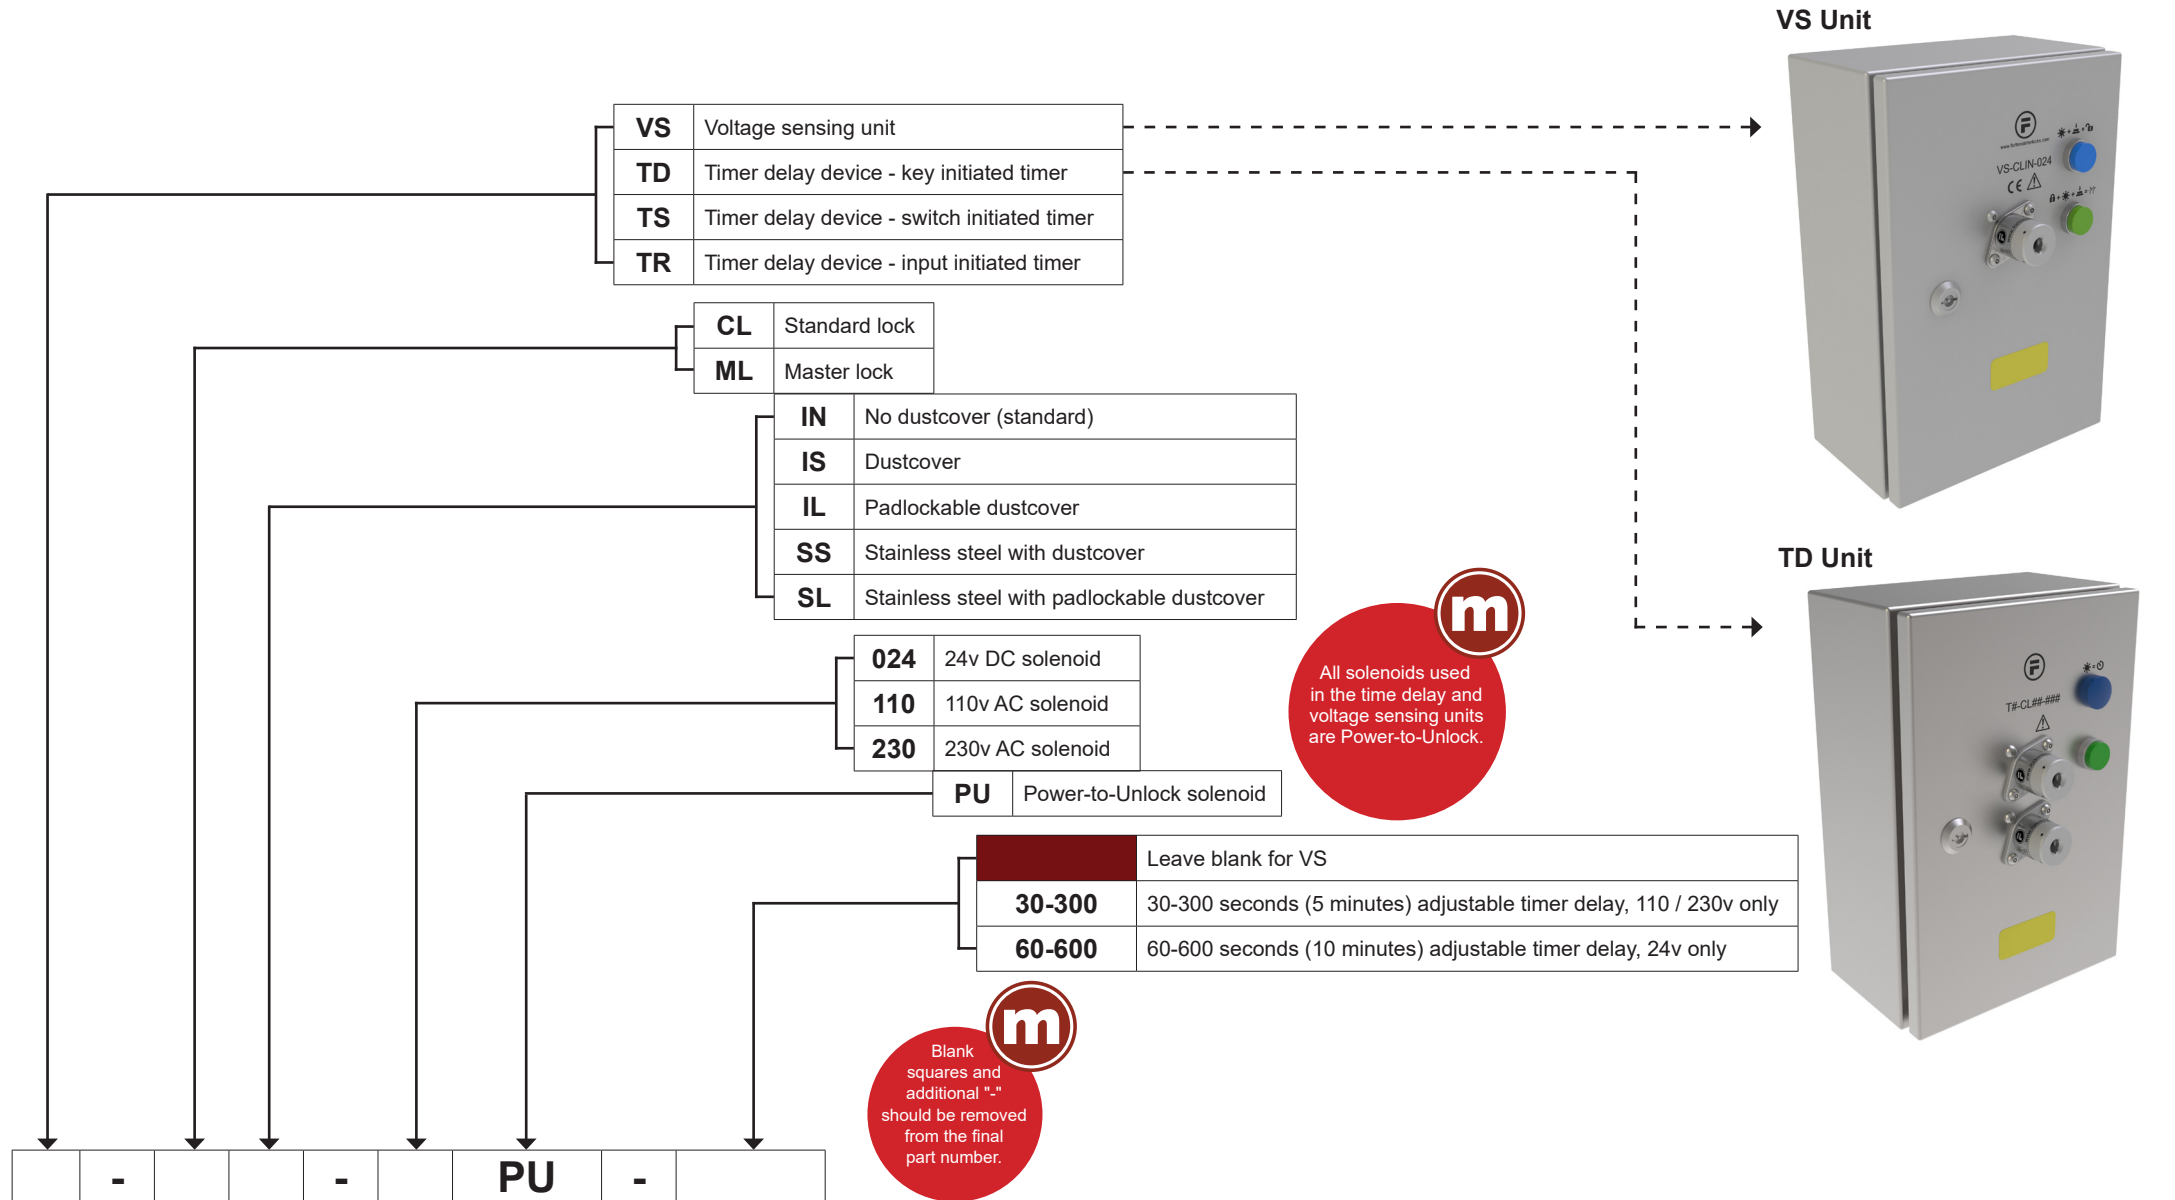 VS Unit
VS Voltage sensing unit
TD Timer delay device - key initiated timer
TS Timer delay device - switch initiated timer
TR Timer delay device - input initiated timer
CL Standard lock
ML Master lock
IN No dustcover (standard)
IS Dustcover
IL Padlockable dustcover
SS Stainless steel with dustcover
SL Stainless steel with padlockable dustcover
024 24v DC solenoid
110 110v AC solenoid
230 230v AC solenoid
PU Power-to-Unlock solenoid
m
All solenoids used
in the time delay and
voltage sensing units
are Power-to-Unlock.
Leave blank for VS
30-300 30-300 seconds (5 minutes) adjustable timer delay, 110 / 230v only
60-600 60-600 seconds (10 minutes) adjustable timer delay, 24v only
m
Blank
squares and
additional "-"
should be removed
from the final
part number.
- - PU -
F
VS-CLIN-024
CE
TD Unit
F
T#-CL##-###